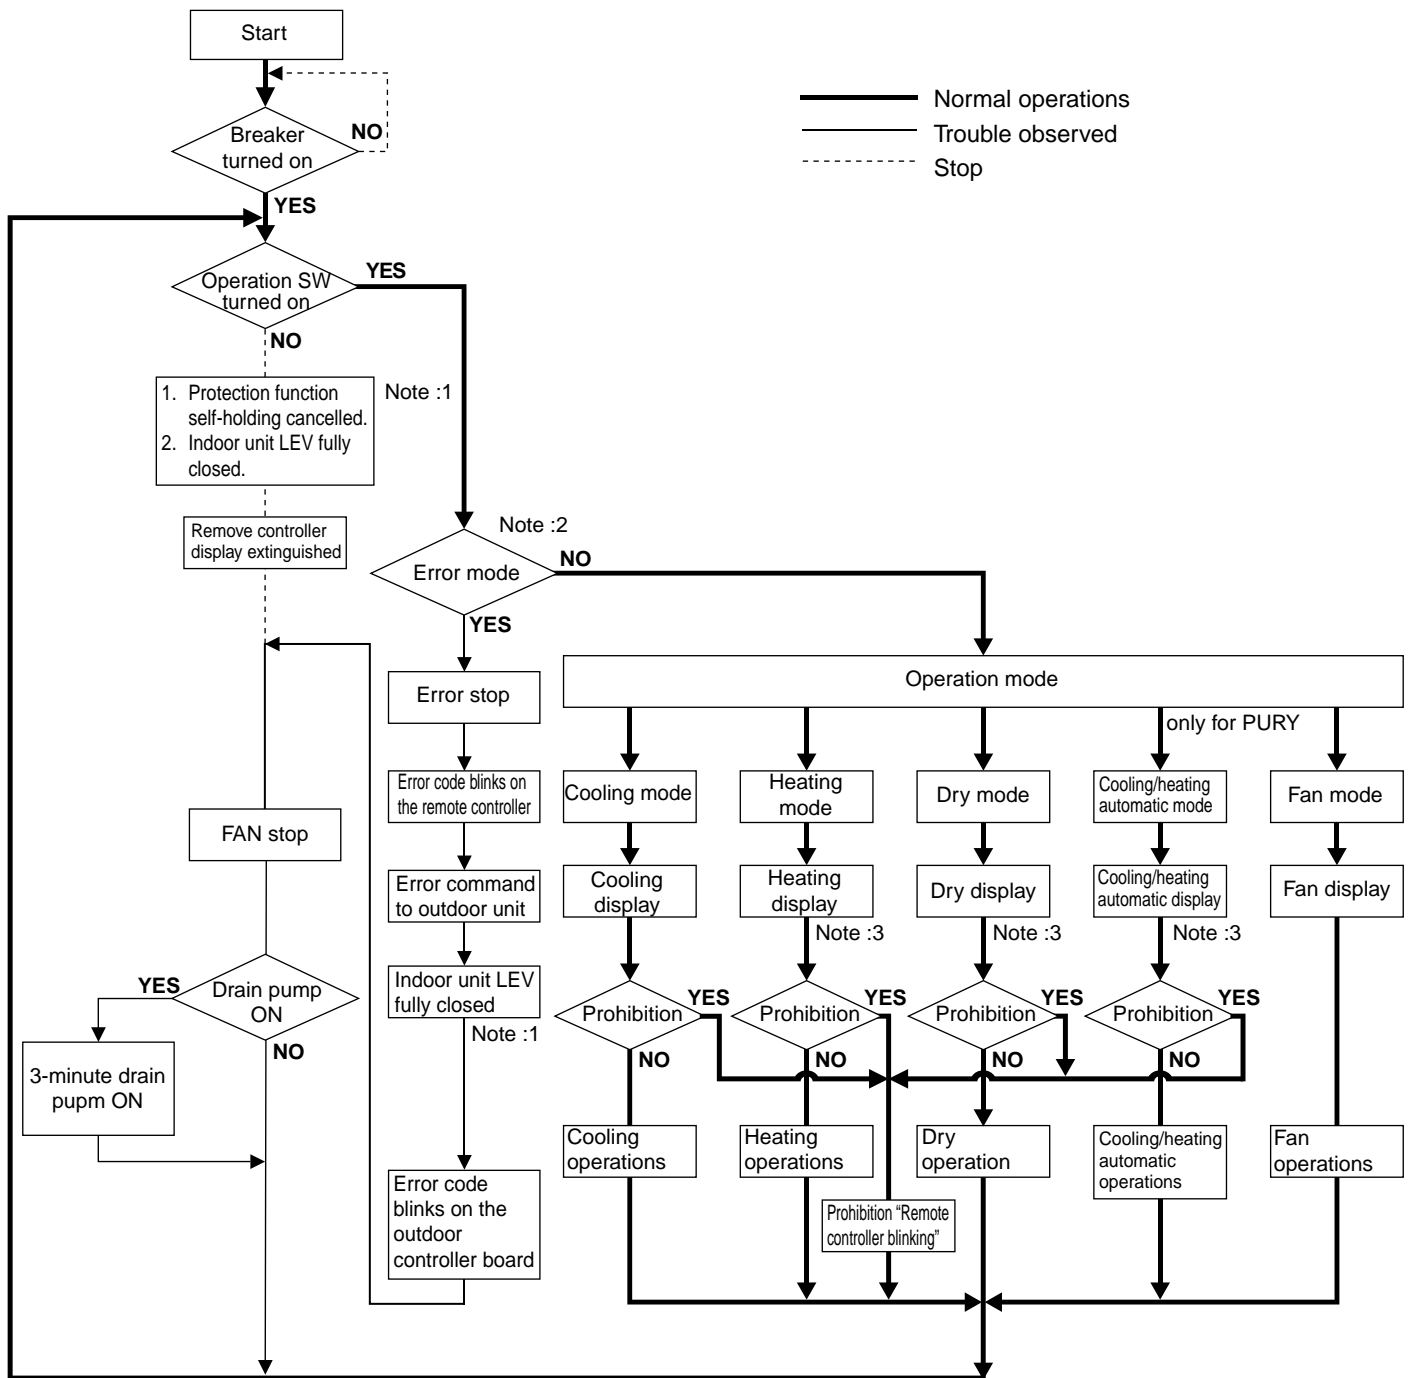 Start
Normal operations
Trouble observed
Stop
Breaker
turned on
NO
YES
Operation SW
turned on
YES
NO
1. Protection function
self-holding cancelled.
2. Indoor unit LEV fully
closed.
Note :1
Remove controller
display extinguished
Note :2
Error mode
NO
YES
Error stop
Operation mode
only for PURY
Error code blinks on
the remote controller
Cooling mode
Heating
mode
Dry mode
Cooling/heating
automatic mode
Fan mode
FAN stop
Error command
to outdoor unit
Cooling
display
Heating
display
Dry display
Cooling/heating
automatic display
Fan display
Note :3
Note :3
Note :3
YES
Drain pump
ON
NO
Indoor unit LEV
fully closed
Note :1
Prohibition
YES
NO
Prohibition
YES
NO
Prohibition
YES
NO
Prohibition
YES
NO
3-minute drain
pupm ON
Cooling
operations
Heating
operations
Dry
operation
Cooling/heating
automatic
operations
Fan
operations
Error code
blinks on the
outdoor
controller board
Prohibition “Remote
controller blinking”